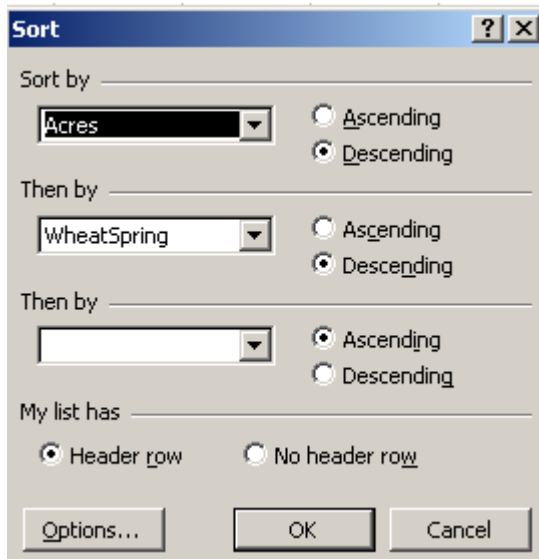 Sort
Sort by
Acres
Ascending
Descending
Then by
WheatSpring
Ascending
Descending
Then by
Ascending
Descending
My list has
Header row
No header row
Options...
OK
Cancel